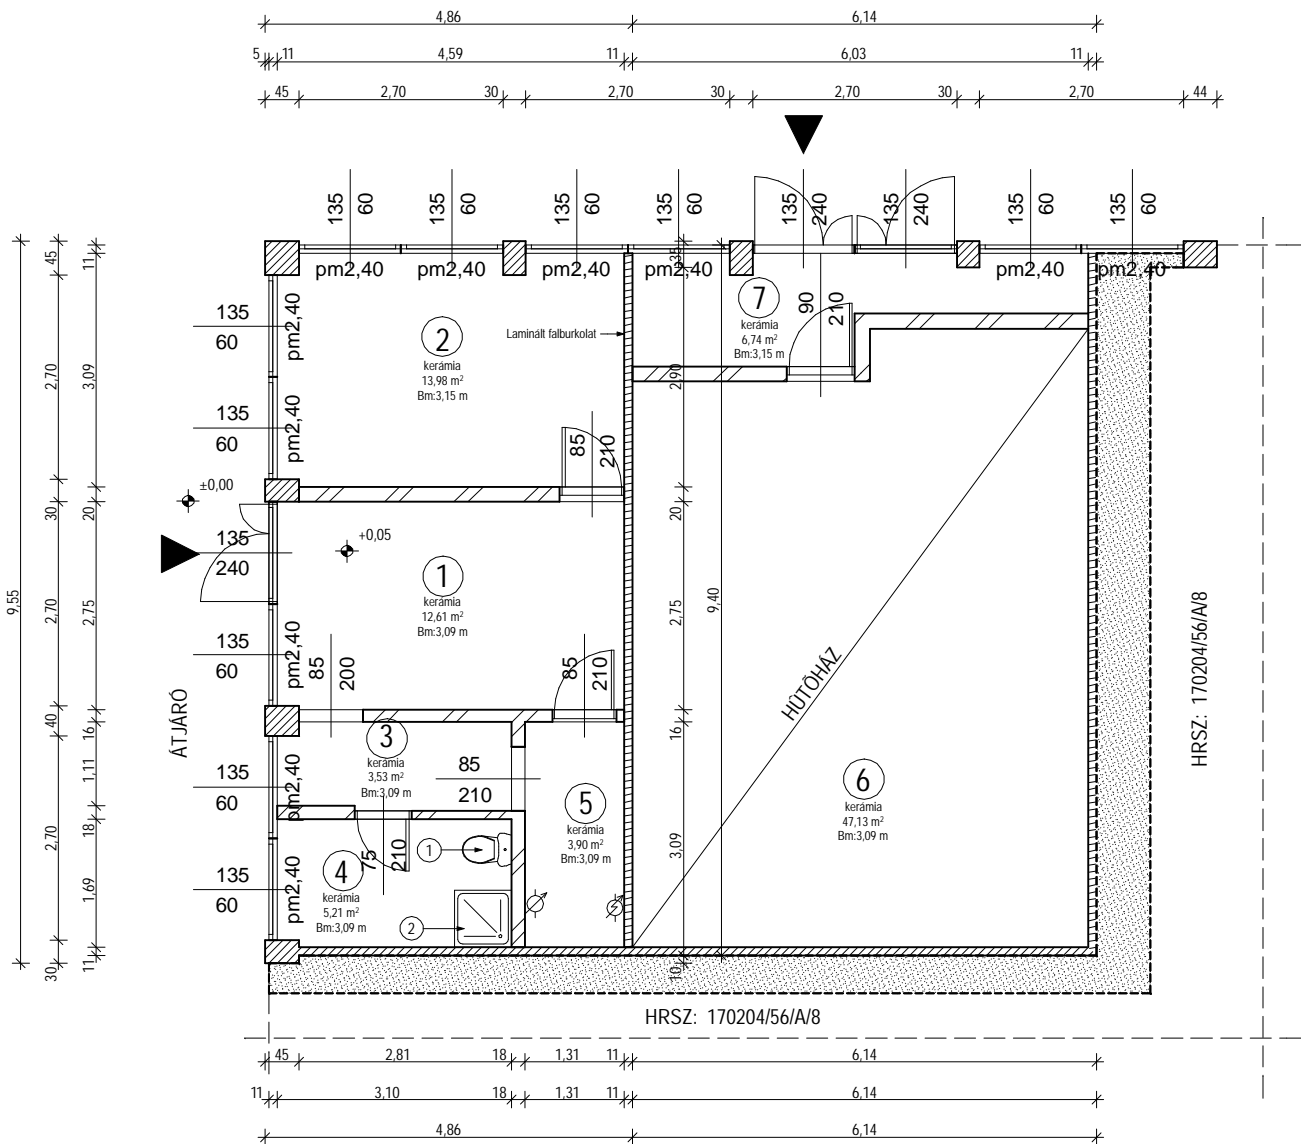 4,86 6,14
5 11 4,59 11 6,03 11
45 2,70 30 2,70 30 2,70 30 2,70 44
135 60 135 60 135 60 135 60 135 240 135 240 135 60 135 60
pm2,40 pm2,40 pm2,40 pm2,40 pm2,40 pm2,40
45 11 35
135 60 pm2,40
2
kerámia
13,98 m²
Bm:3,15 m
Laminált falburkolat
7
kerámia
6,74 m²
Bm:3,15 m
90 210
2,70 3,09 2,90
135 60 pm2,40
85 210
±0,00
30 20 20
135 240
+0,05
1
kerámia
12,61 m²
Bm:3,09 m
9,55 2,70 2,75 2,75 9,40
135 60 pm2,40
85 200
85 210
HŰTŐHÁZ
HRSZ: 170204/56/A/8
ÁTJÁRÓ
40 16 16
3
kerámia
3,53 m²
Bm:3,09 m
85 210
1,11
135 60 pm2,40
5
kerámia
3,90 m²
Bm:3,09 m
6
kerámia
47,13 m²
Bm:3,09 m
2,70 18 3,09
75 210
1
4
kerámia
5,21 m²
Bm:3,09 m
1,69
135 60 pm2,40
2
30 11 10
HRSZ: 170204/56/A/8
45 2,81 18 1,31 11 6,14
11 3,10 18 1,31 11 6,14
4,86 6,14